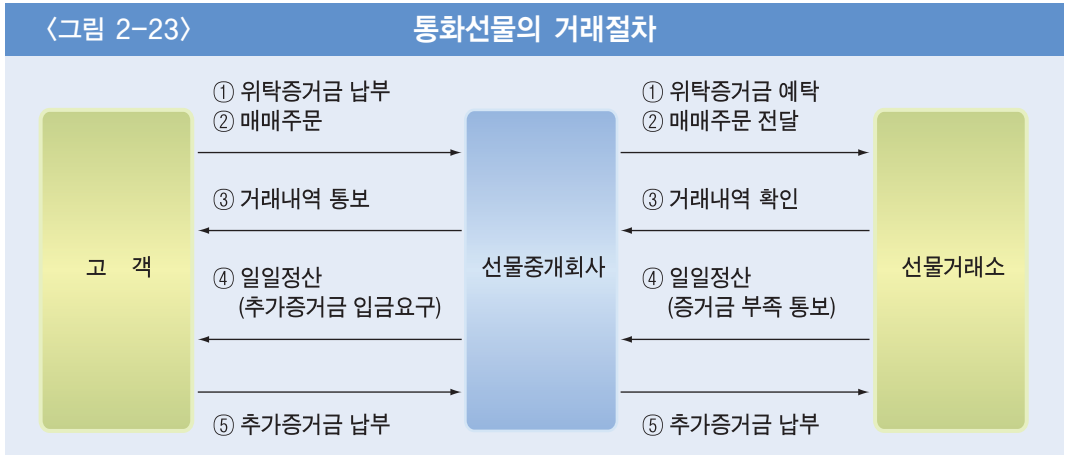 〈그림 2-23〉 통화선물의 거래절차
① 위탁증거금 납부
② 매매주문
① 위탁증거금 예탁
② 매매주문 전달
③ 거래내역 통보
③ 거래내역 확인
고 객
선물중개회사
선물거래소
④ 일일정산
(추가증거금 입금요구)
④ 일일정산
(증거금 부족 통보)
⑤ 추가증거금 납부
⑤ 추가증거금 납부